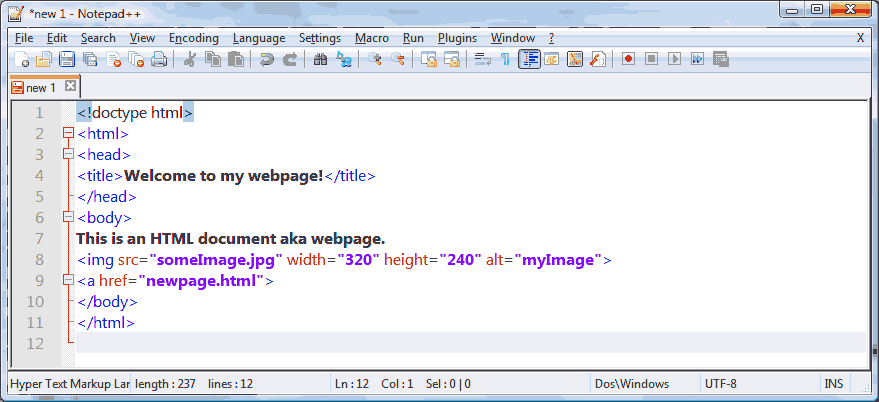 *new 1 - Notepad++
File Edit Search View Encoding Language Settings Macro Run Plugins Window ? X
new 1
1 <!doctype html>
2 <html>
3 <head>
4 <title>Welcome to my webpage!</title>
5 </head>
6 <body>
7 This is an HTML document aka webpage.
8 <img src="someImage.jpg" width="320" height="240" alt="myImage">
9 <a href="newpage.html">
10 </body>
11 </html>
12
Hyper Text Markup Lar length : 237 lines : 12 Ln : 12 Col : 1 Sel : 0 | 0 Dos\Windows UTF-8 INS